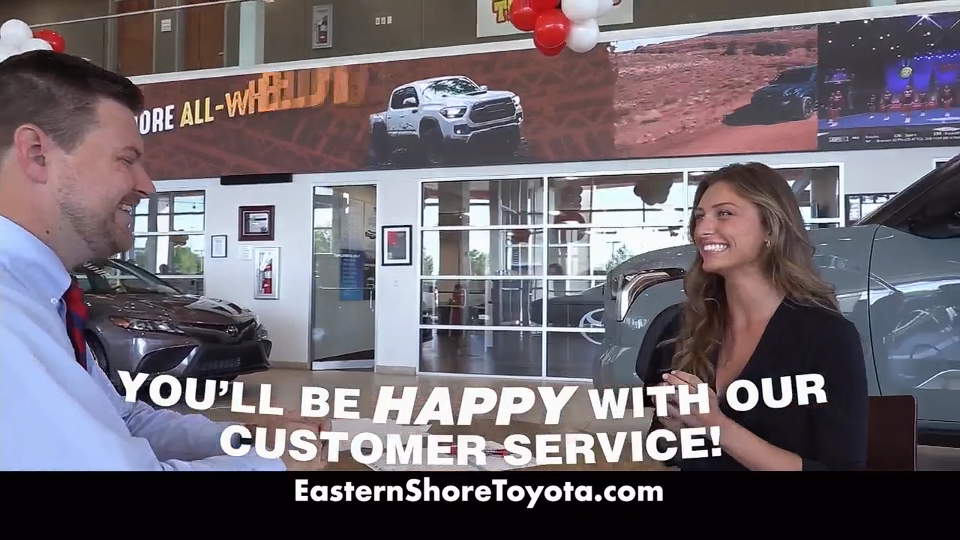 ORE ALL-WHEEL
YOU'LL BE HAPPY WITH OUR
CUSTOMER SERVICE!
EasternShoreToyota.com